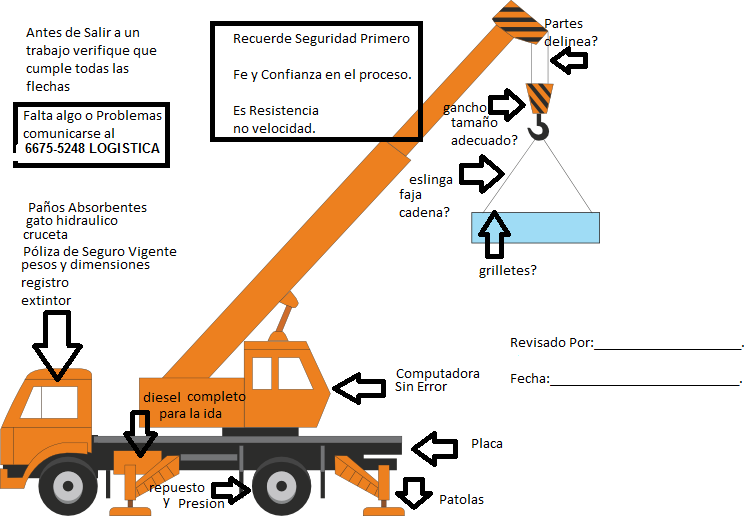 Antes de Salir a un
trabajo verifique que
cumple todas las
flechas
Falta algo o Problemas
comunicarse al
6675-5248 LOGISTICA
Recuerde Seguridad Primero
Fe y Confianza en el proceso.
Es Resistencia
no velocidad.
Partes
delinea?
gancho
tamaño
adecuado?
eslinga
faja
cadena?
grilletes?
Paños Absorbentes
gato hidraulico
cruceta
Póliza de Seguro Vigente
pesos y dimensiones
registro
extintor
Revisado Por:____________________.
Fecha:_________________________.
Computadora
Sin Error
diesel completo
para la ida
Placa
repuesto
y Presion
Patolas